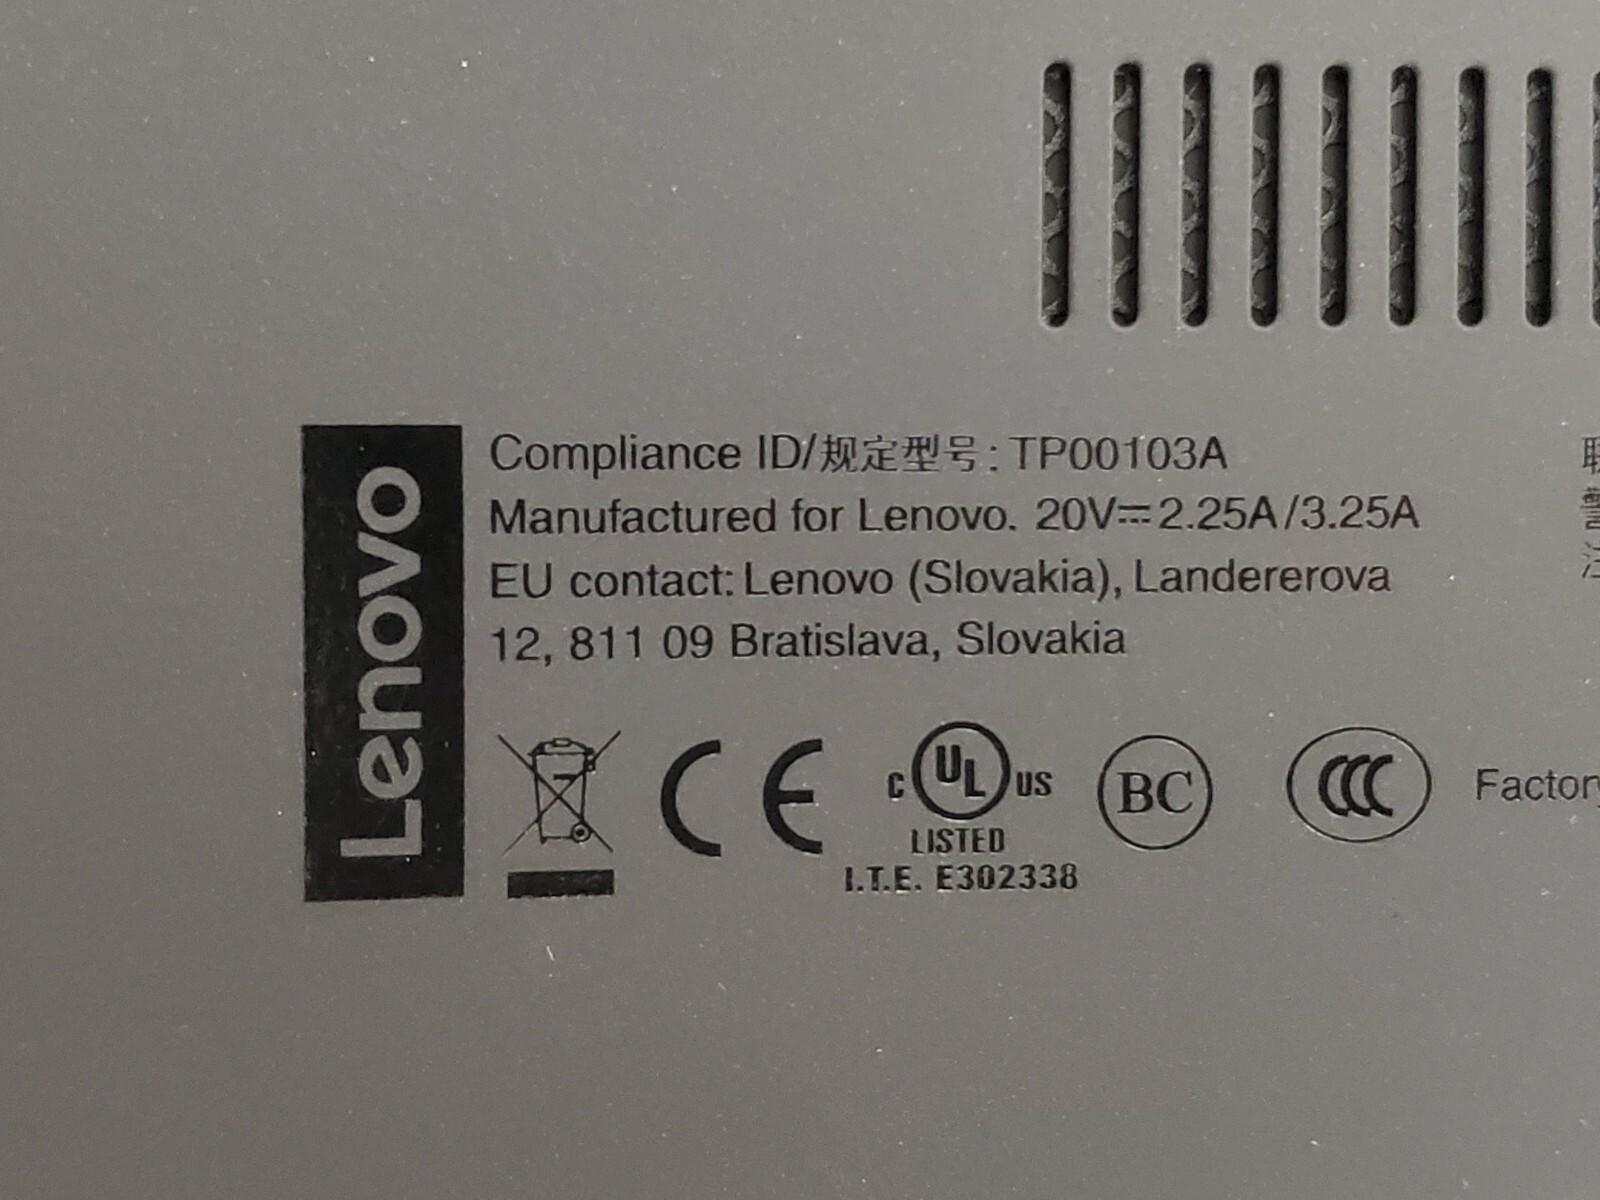 Lenovo
Compliance ID/规定型号: TP00103A
Manufactured for Lenovo. 20V⎓2.25A/3.25A
EU contact: Lenovo (Slovakia), Landererova
12, 811 09 Bratislava, Slovakia
CE
C UL US
LISTED
I.T.E. E302338
BC
CCC